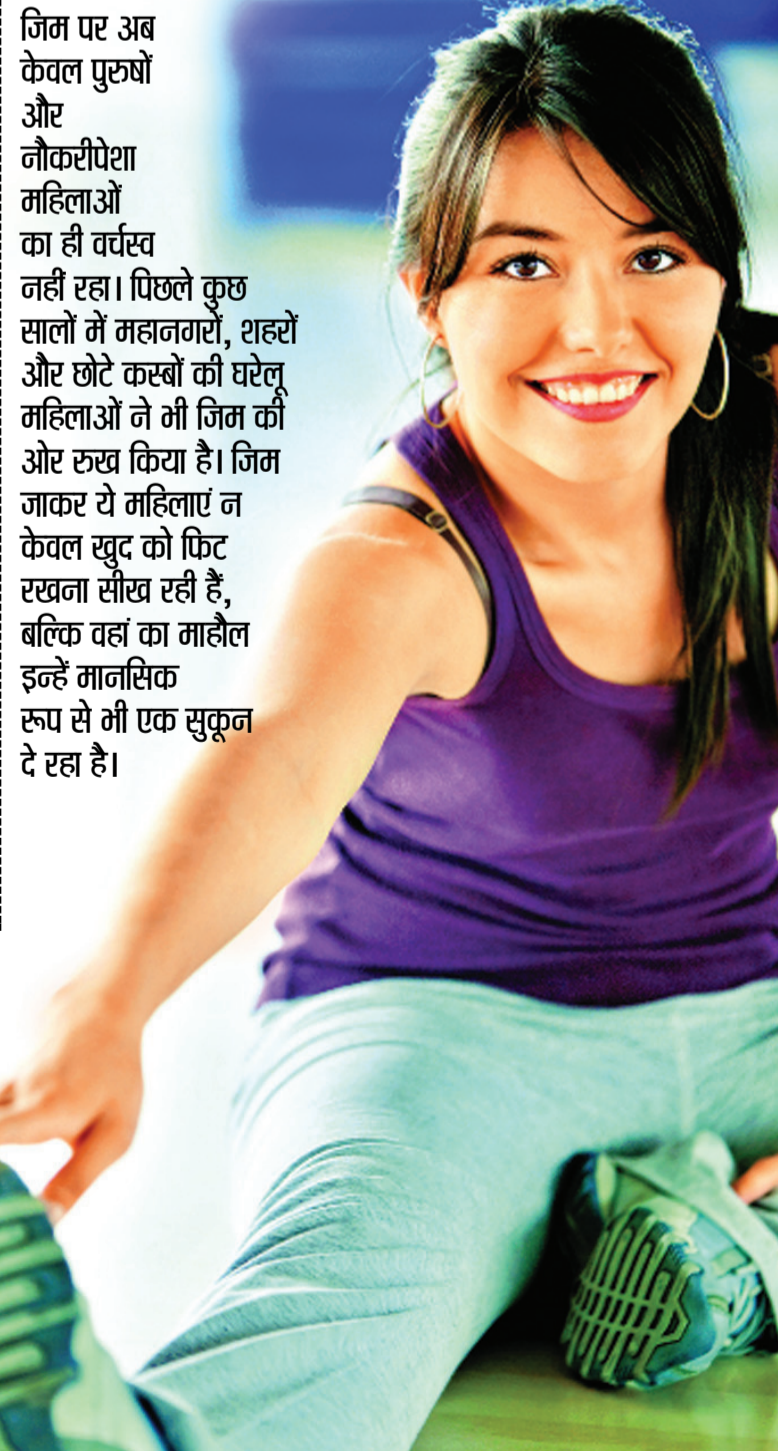 जिम पर अब
केवल पुरुषों
और
नौकरीपेशा
महिलाओं
का ही वर्चस्व
नहीं रहा। पिछले कुछ
सालों में महानगरों, शहरों
और छोटे कस्बों की घरेलू
महिलाओं ने भी जिम की
ओर रुख किया है। जिम
जाकर ये महिलाएं न
केवल खुद को फिट
रखना सीख रही हैं,
बल्कि वहां का माहौल
इन्हें मानसिक
रूप से भी एक सुकून
दे रहा है।